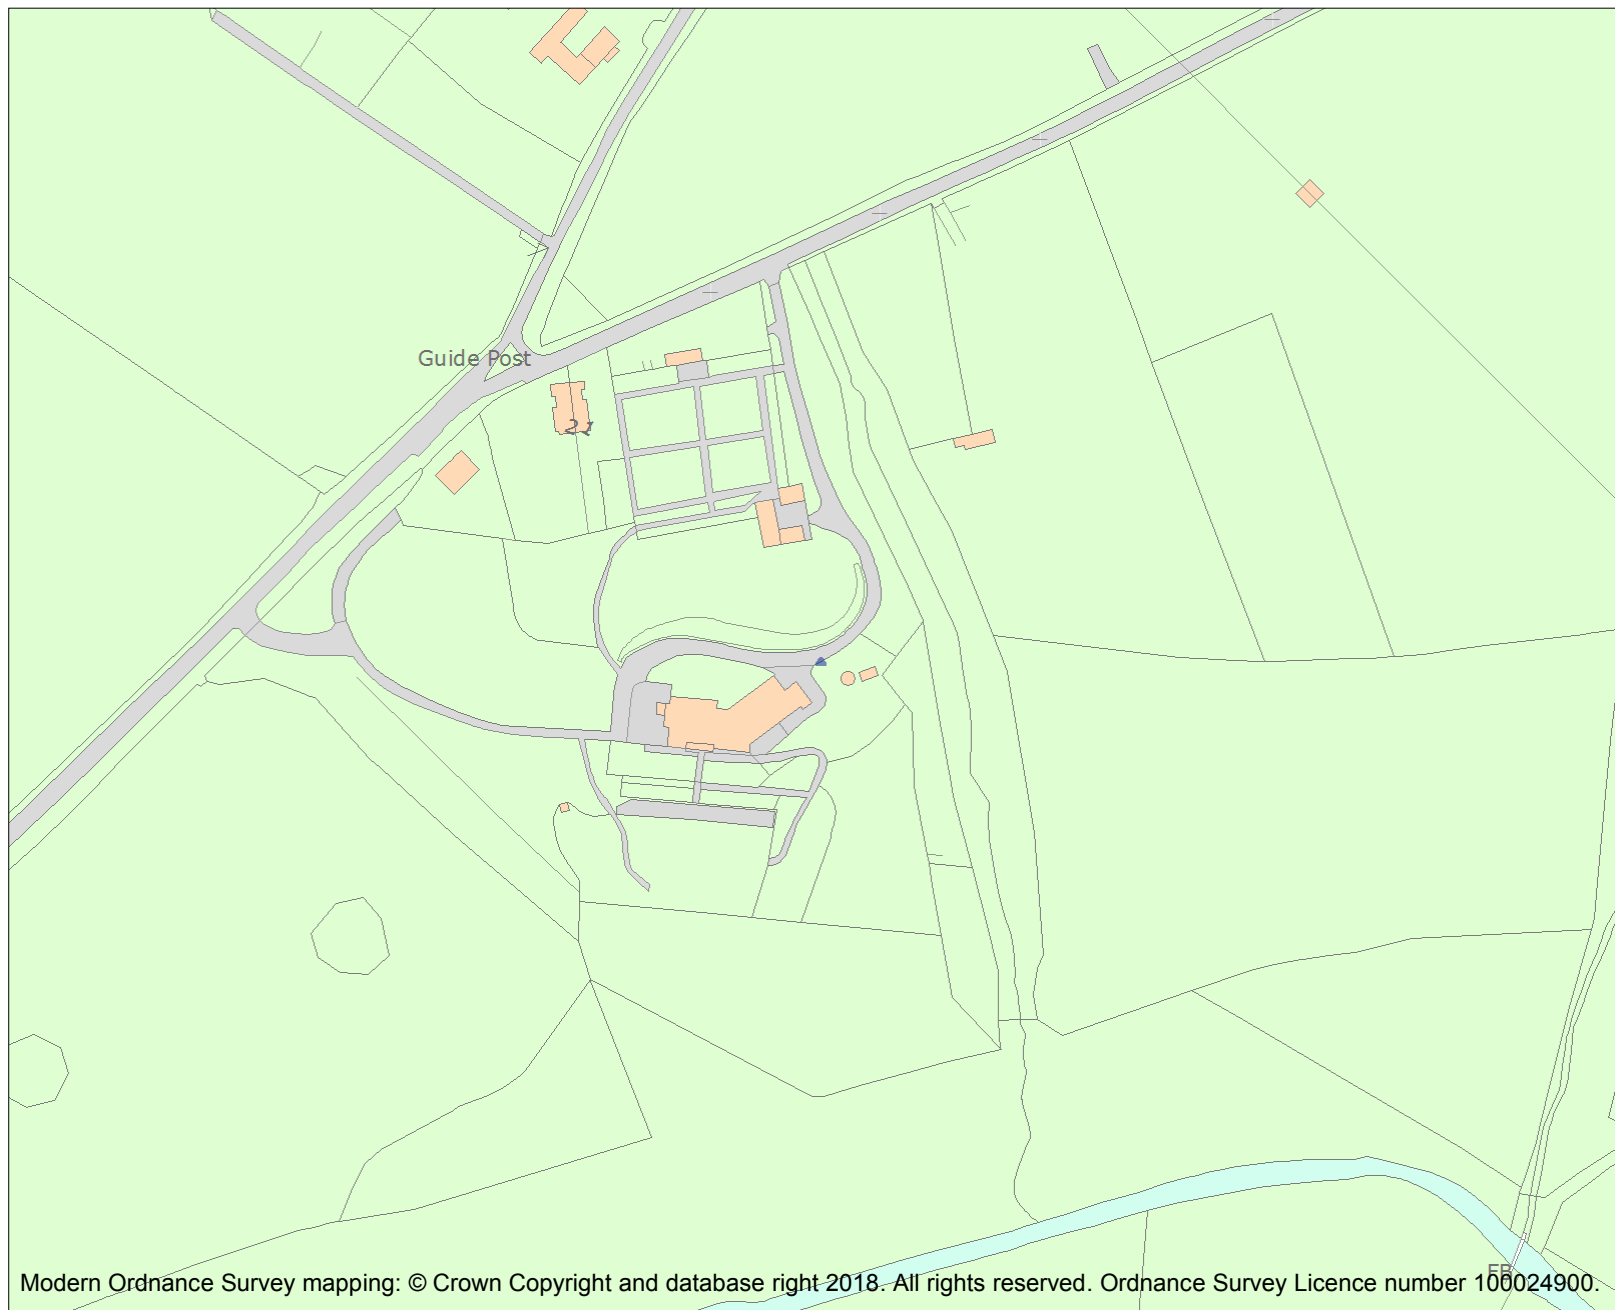 Guide Post
FB
Modern Ordnance Survey mapping: © Crown Copyright and database right 2018. All rights reserved. Ordnance Survey Licence number 100024900.